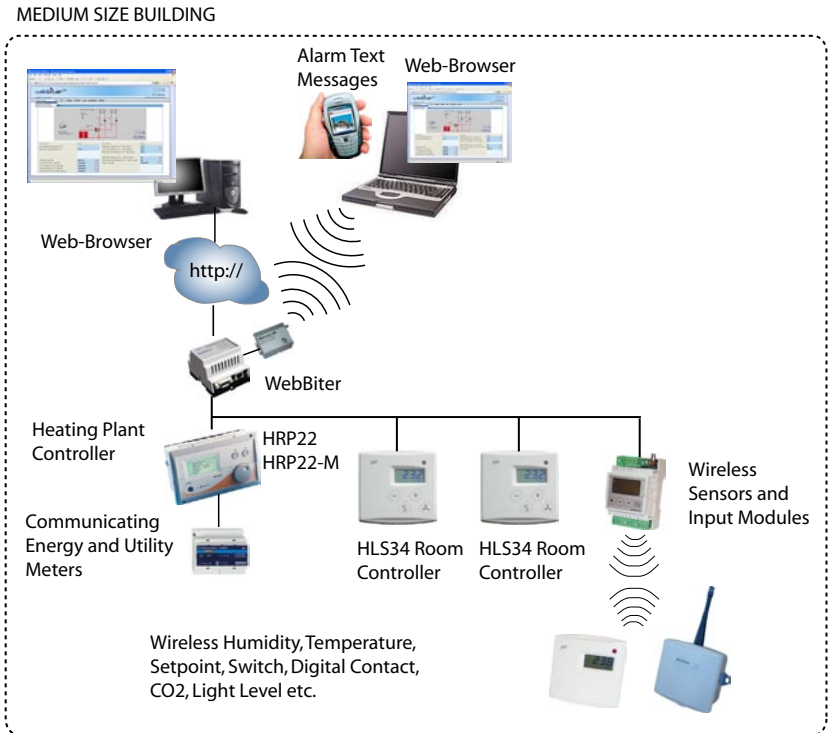 MEDIUM SIZE BUILDING
Alarm Text
Messages
Web-Browser
Web-Browser
http://
WebBiter
Heating Plant
Controller
HRP22
HRP22-M
Wireless
Sensors and
Input Modules
Communicating
Energy and Utility
Meters
HLS34 Room
Controller
HLS34 Room
Controller
Wireless Humidity, Temperature,
Setpoint, Switch, Digital Contact,
CO2, Light Level etc.